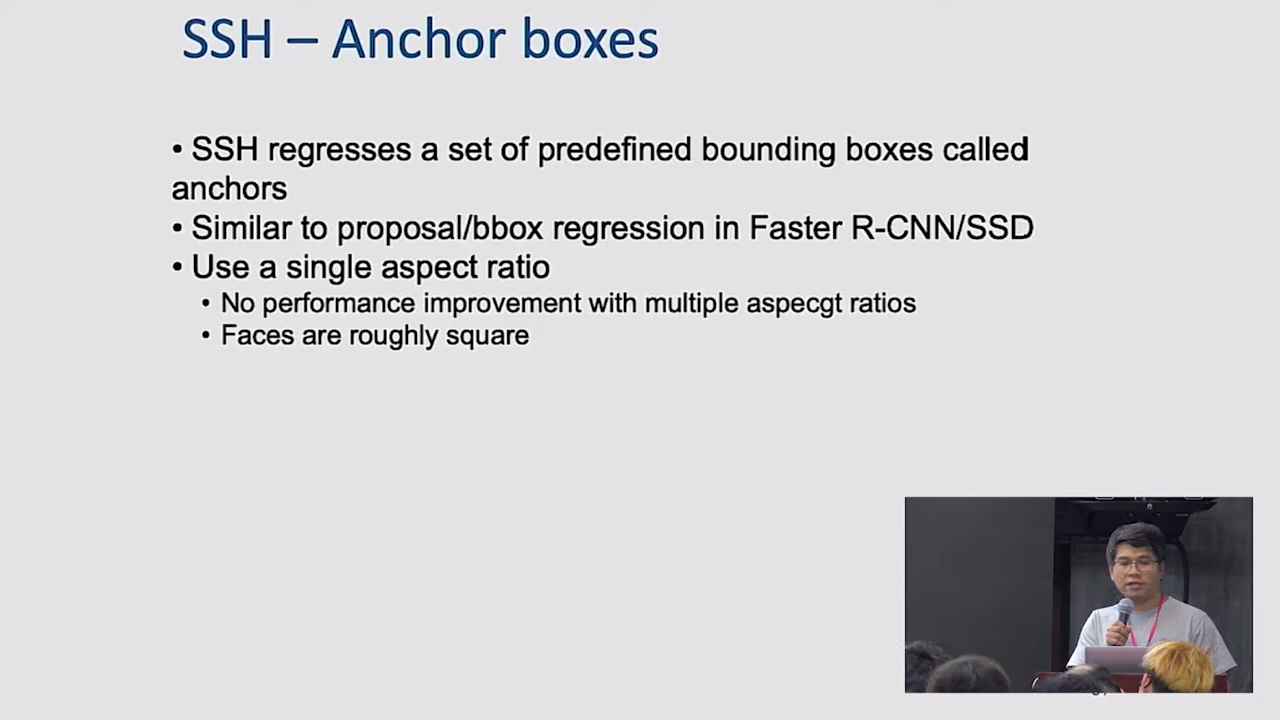 SSH – Anchor boxes
• SSH regresses a set of predefined bounding boxes called
anchors
• Similar to proposal/bbox regression in Faster R-CNN/SSD
• Use a single aspect ratio
• No performance improvement with multiple aspecgt ratios
• Faces are roughly square